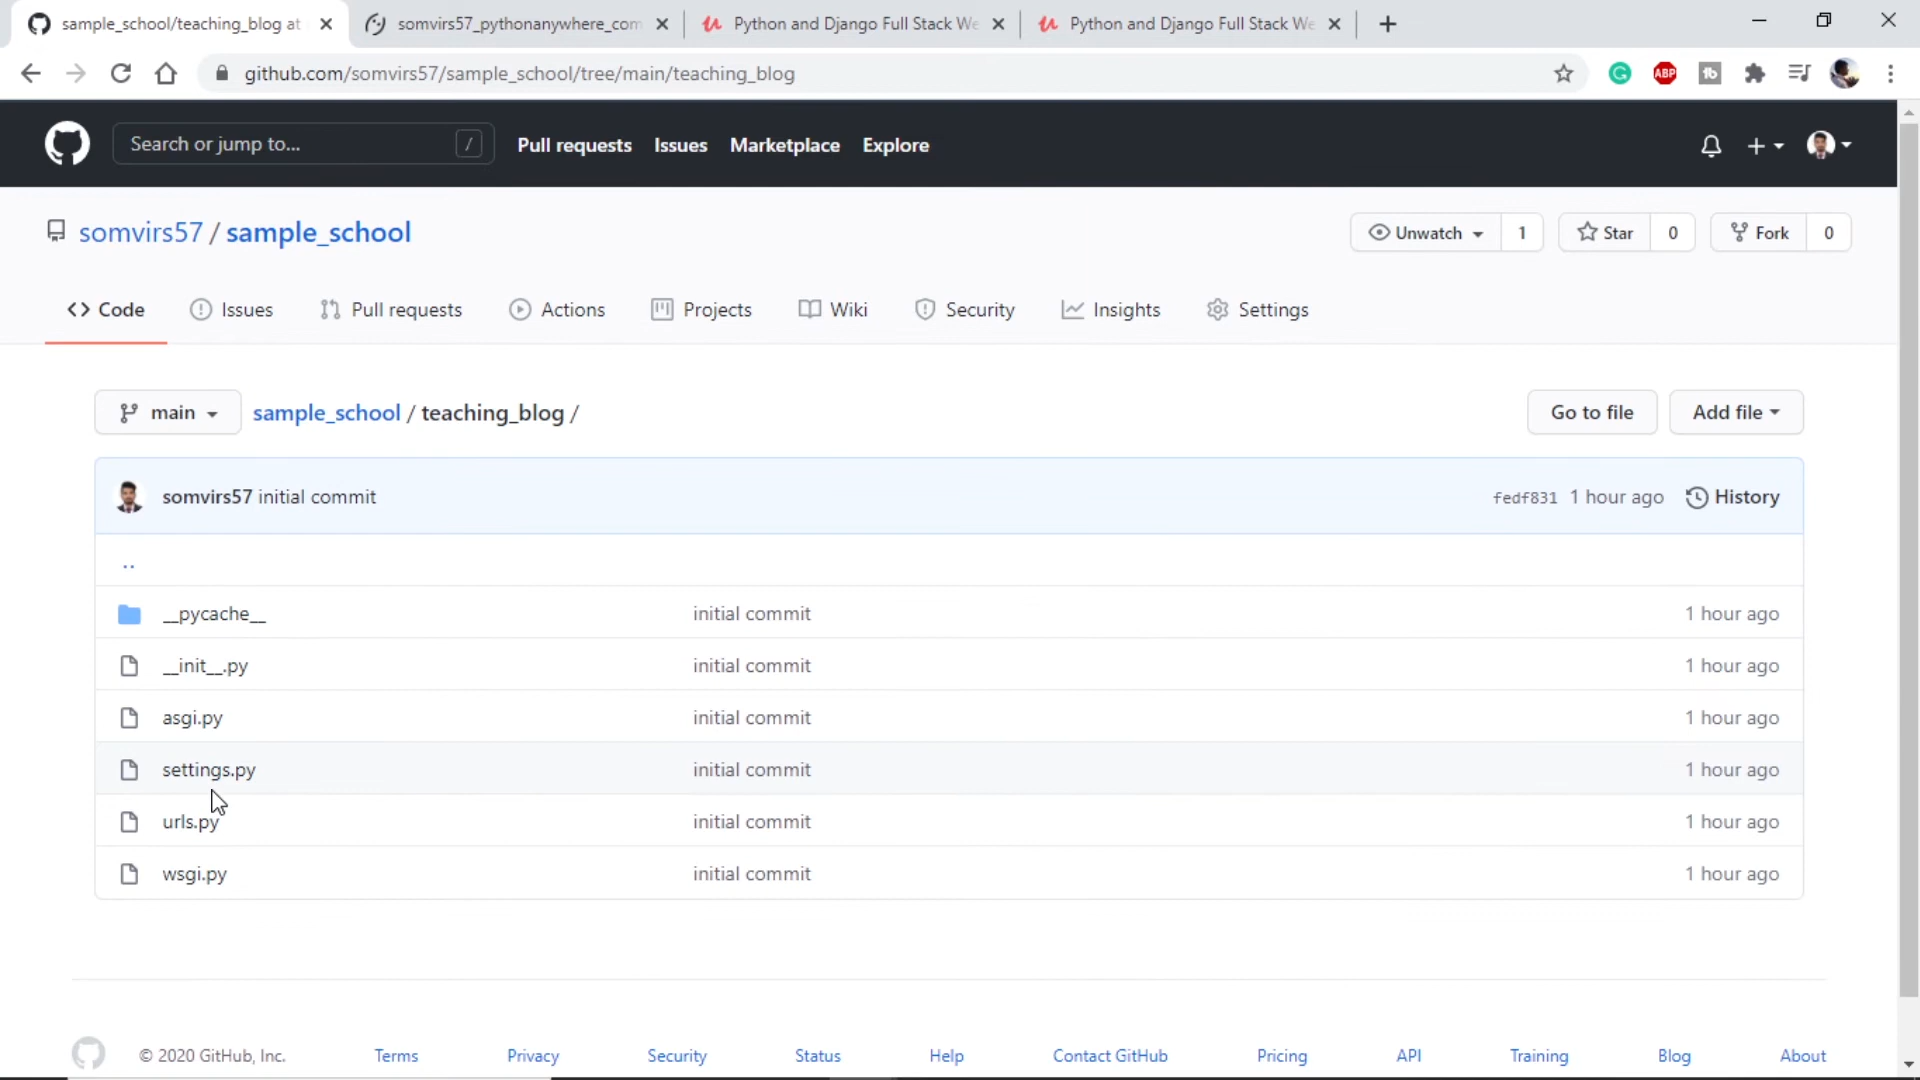 sample_school/teaching_blog at
somvirs57_pythonanywhere_com
Python and Django Full Stack We
Python and Django Full Stack We
github.com/somvirs57/sample_school/tree/main/teaching_blog
ABP
Search or jump to...
/
Pull requests
Issues
Marketplace
Explore
somvirs57 / sample_school
Unwatch
1
Star
0
Fork
0
Code
Issues
Pull requests
Actions
Projects
Wiki
Security
Insights
Settings
main
sample_school / teaching_blog /
Go to file
Add file
somvirs57 initial commit
fedf831 1 hour ago
History
..
__pycache__ initial commit 1 hour ago
__init__.py initial commit 1 hour ago
asgi.py initial commit 1 hour ago
settings.py initial commit 1 hour ago
urls.py initial commit 1 hour ago
wsgi.py initial commit 1 hour ago
© 2020 GitHub, Inc.
Terms
Privacy
Security
Status
Help
Contact GitHub
Pricing
API
Training
Blog
About